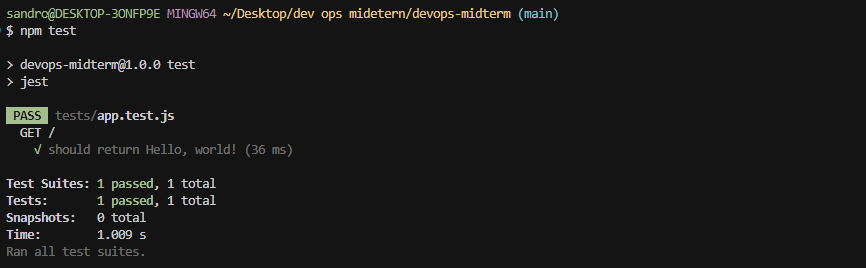 sandro@DESKTOP-3ONFP9E MINGW64 ~/Desktop/dev ops midetern/devops-midterm (main)
$ npm test
> devops-midterm@1.0.0 test
> jest
PASS tests/app.test.js
GET /
√ should return Hello, world! (36 ms)
Test Suites: 1 passed, 1 total
Tests: 1 passed, 1 total
Snapshots: 0 total
Time: 1.009 s
Ran all test suites.